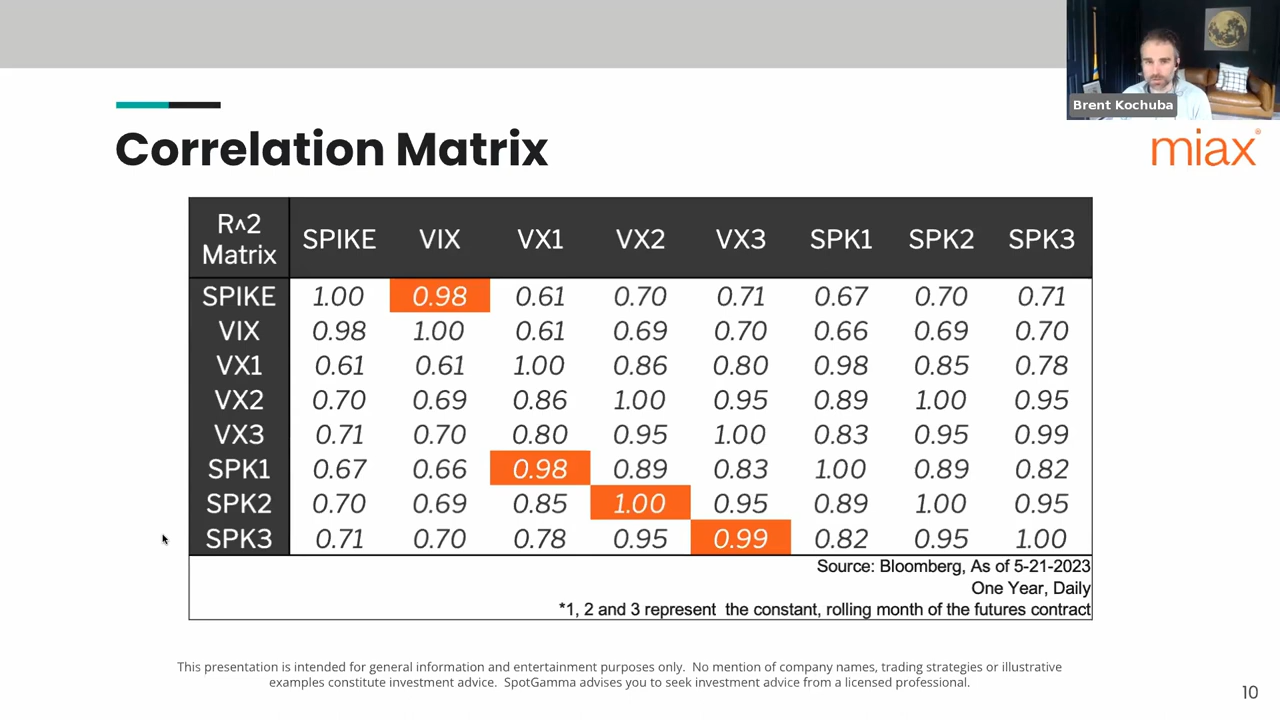 Brent Kochuba
miax
Correlation Matrix
R^2 Matrix SPIKE VIX VX1 VX2 VX3 SPK1 SPK2 SPK3
SPIKE 1.00 0.98 0.61 0.70 0.71 0.67 0.70 0.71
VIX 0.98 1.00 0.61 0.69 0.70 0.66 0.69 0.70
VX1 0.61 0.61 1.00 0.86 0.80 0.98 0.85 0.78
VX2 0.70 0.69 0.86 1.00 0.95 0.89 1.00 0.95
VX3 0.71 0.70 0.80 0.95 1.00 0.83 0.95 0.99
SPK1 0.67 0.66 0.98 0.89 0.83 1.00 0.89 0.82
SPK2 0.70 0.69 0.85 1.00 0.95 0.89 1.00 0.95
SPK3 0.71 0.70 0.78 0.95 0.99 0.82 0.95 1.00
Source: Bloomberg, As of 5-21-2023
One Year, Daily
*1, 2 and 3 represent the constant, rolling month of the futures contract
This presentation is intended for general information and entertainment purposes only. No mention of company names, trading strategies or illustrative
examples constitute investment advice. SpotGamma advises you to seek investment advice from a licensed professional.
10